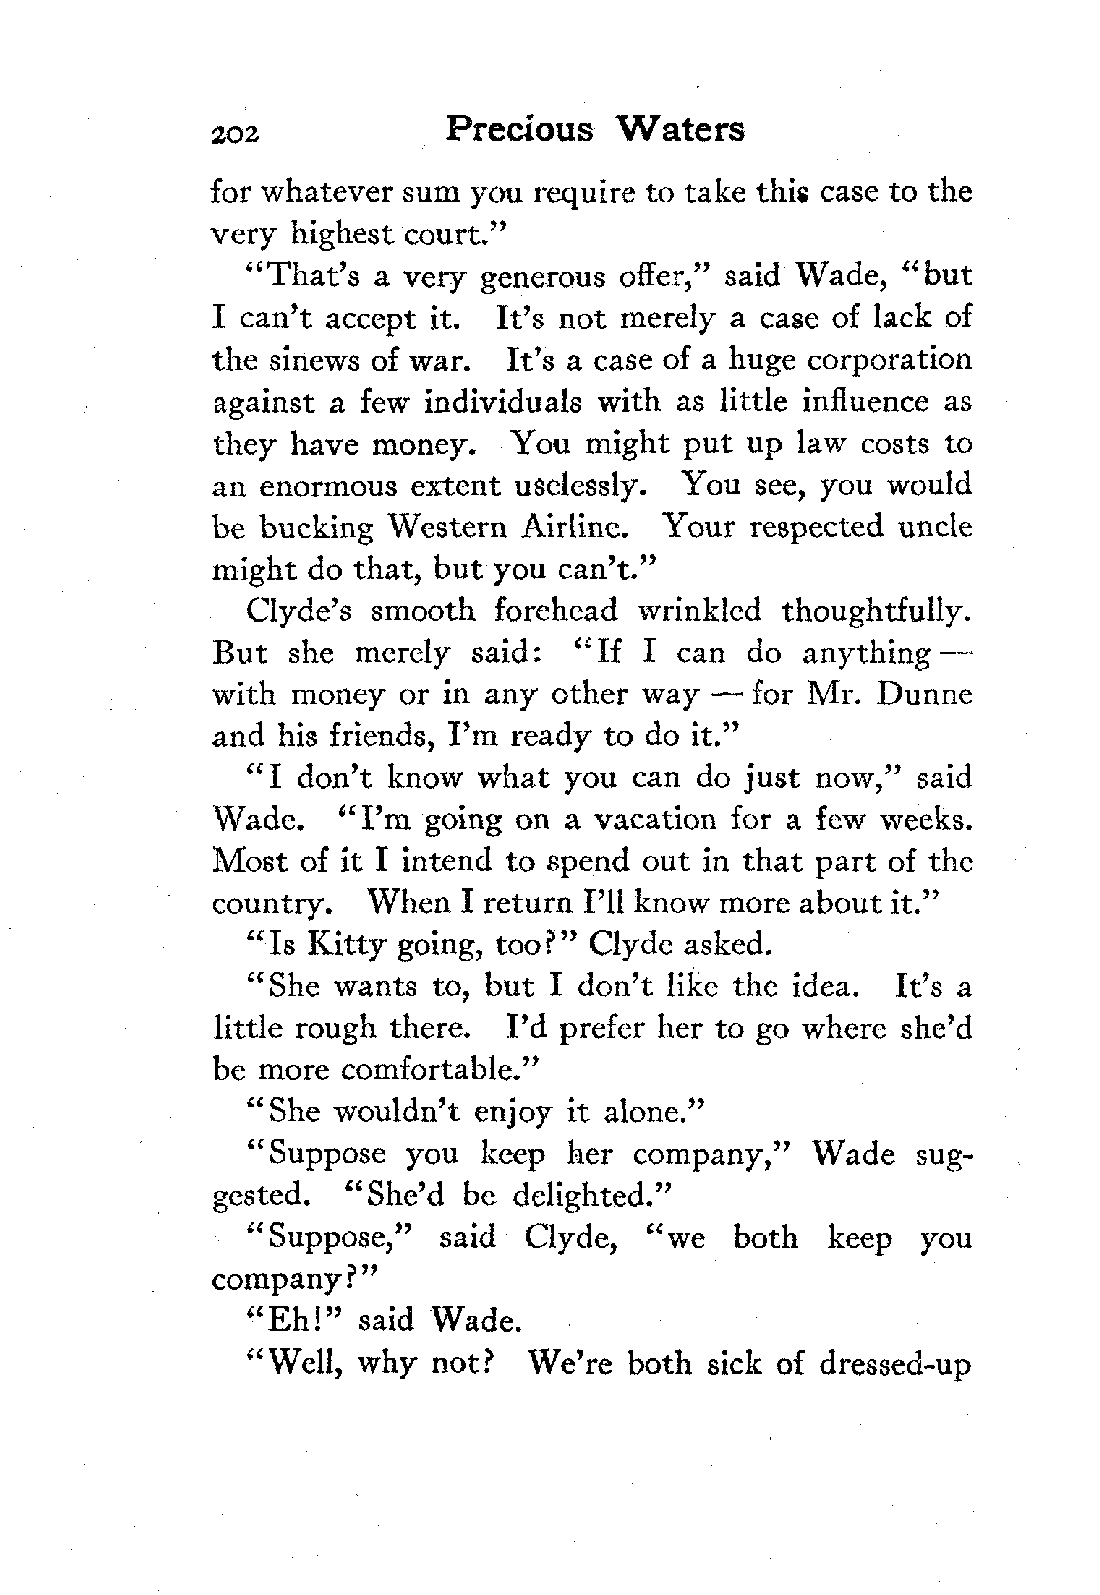 202 Precious Waters
for whatever sum you require to take this case to the
very highest court.”
“That’s a very generous offer,” said Wade, “but
I can’t accept it. It’s not merely a case of lack of
the sinews of war. It’s a case of a huge corporation
against a few individuals with as little influence as
they have money. You might put up law costs to
an enormous extent uselessly. You see, you would
be bucking Western Airline. Your respected uncle
might do that, but you can’t.”
Clyde’s smooth forehead wrinkled thoughtfully.
But she merely said: “If I can do anything —
with money or in any other way — for Mr. Dunne
and his friends, I’m ready to do it.”
“I don’t know what you can do just now,” said
Wade. “I’m going on a vacation for a few weeks.
Most of it I intend to spend out in that part of the
country. When I return I’ll know more about it.”
“Is Kitty going, too?” Clyde asked.
“She wants to, but I don’t like the idea. It’s a
little rough there. I’d prefer her to go where she’d
be more comfortable.”
“She wouldn’t enjoy it alone.”
“Suppose you keep her company,” Wade sug-
gested. “She’d be delighted.”
“Suppose,” said Clyde, “we both keep you
company?”
“Eh!” said Wade.
“Well, why not? We’re both sick of dressed-up